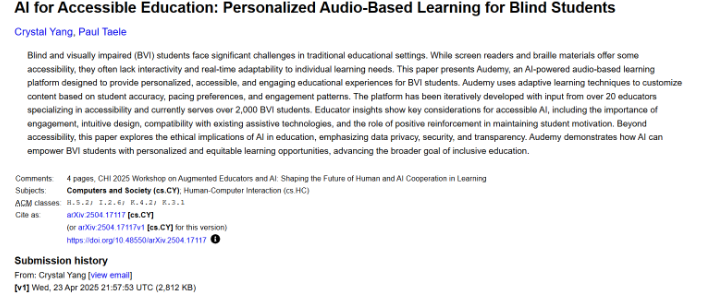 AI for Accessible Education: Personalized Audio-Based Learning for Blind Students
Crystal Yang, Paul Taele
Blind and visually impaired (BVI) students face significant challenges in traditional educational settings. While screen readers and braille materials offer some
accessibility, they often lack interactivity and real-time adaptability to individual learning needs. This paper presents Audemy, an AI-powered audio-based learning
platform designed to provide personalized, accessible, and engaging educational experiences for BVI students. Audemy uses adaptive learning techniques to customize
content based on student accuracy, pacing preferences, and engagement patterns. The platform has been iteratively developed with input from over 20 educators
specializing in accessibility and currently serves over 2,000 BVI students. Educator insights show key considerations for accessible AI, including the importance of
engagement, intuitive design, compatibility with existing assistive technologies, and the role of positive reinforcement in maintaining student motivation. Beyond
accessibility, this paper explores the ethical implications of AI in education, emphasizing data privacy, security, and transparency. Audemy demonstrates how AI can
empower BVI students with personalized and equitable learning opportunities, advancing the broader goal of inclusive education.
Comments: 4 pages, CHI 2025 Workshop on Augmented Educators and AI: Shaping the Future of Human and AI Cooperation in Learning
Subjects: Computers and Society (cs.CY); Human-Computer Interaction (cs.HC)
ACM classes: H.5.2; I.2.6; K.4.2; K.3.1
Cite as: arXiv:2504.17117 [cs.CY]
(or arXiv:2504.17117v1 [cs.CY] for this version)
https://doi.org/10.48550/arXiv.2504.17117
Submission history
From: Crystal Yang [view email]
[v1] Wed, 23 Apr 2025 21:57:53 UTC (2,812 KB)